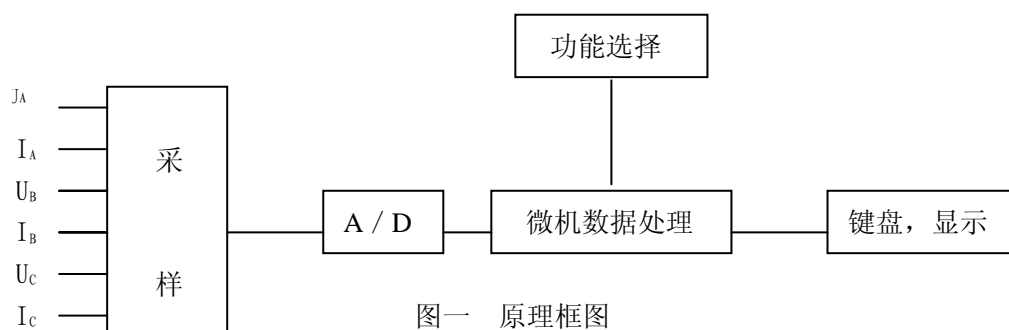 功能选择
JA
IA
采
UB
A / D
微机数据处理
键盘，显示
IB
UC
样
IC
图一 原理框图